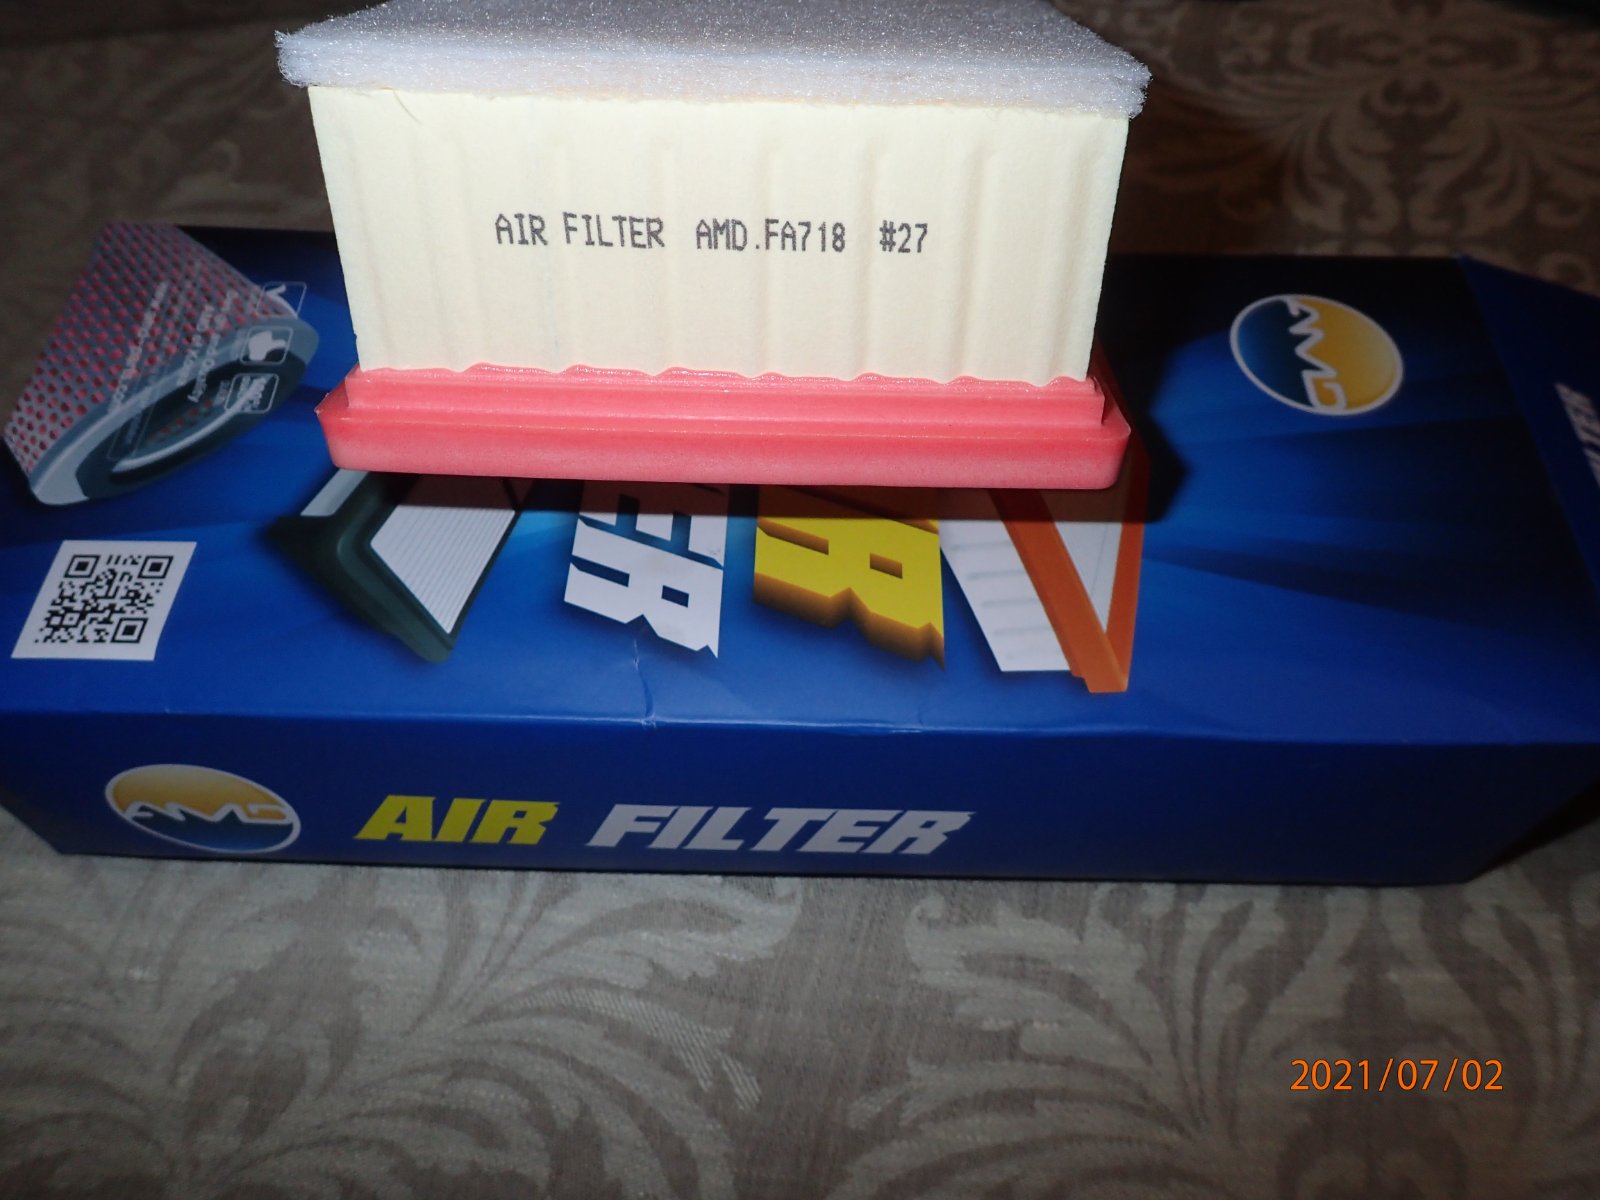 AIR FILTER AMD.FA718 #27
AMD
AMD
AIR FILTER
2021/07/02